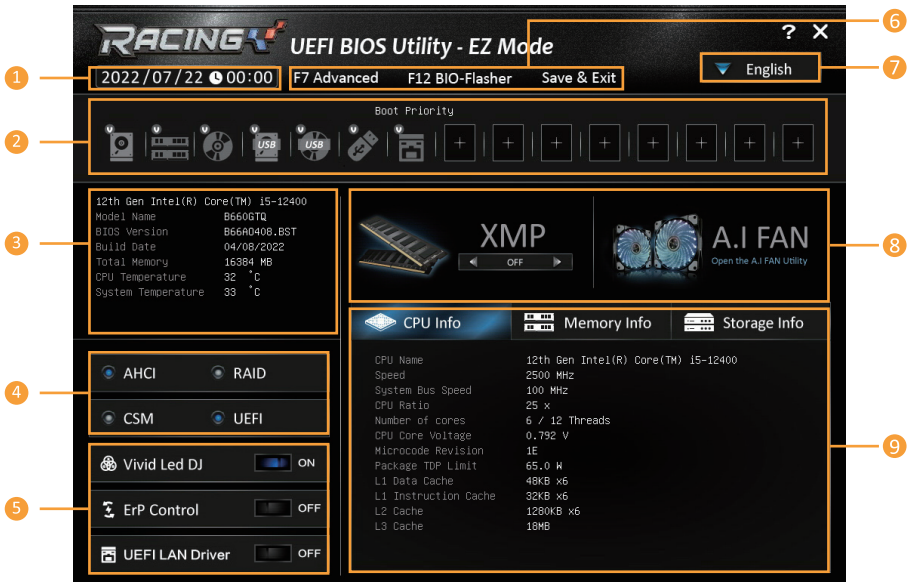 6
RACING
UEFI BIOS Utility - EZ Mode
? X
1
2022/07/22 00:00
F7 Advanced
F12 BIO-Flasher
Save & Exit
English
7
Boot Priority
2
V V V V V V V
USB USB
+ + + + + + + +
3
12th Gen Intel(R) Core(TM) i5-12400
Model Name B660GTQ
BIOS Version B66AO408.BST
Build Date 04/08/2022
Total Memory 16384 MB
CPU Temperature 32 °C
System Temperature 33 °C
XMP
OFF
A.I FAN
Open the A.I FAN Utility
8
CPU Info
Memory Info
Storage Info
4
AHCI
RAID
CSM
UEFI
CPU Name 12th Gen Intel(R) Core(TM) i5-12400
Speed 2500 MHz
System Bus Speed 100 MHz
CPU Ratio 25 x
Number of cores 6 / 12 Threads
CPU Core Voltage 0.792 V
Microcode Revision 1E
Package TDP Limit 65.0 W
L1 Data Cache 48KB x6
L1 Instruction Cache 32KB x6
L2 Cache 1280KB x6
L3 Cache 18MB
9
5
Vivid Led DJ ON
ErP Control OFF
UEFI LAN Driver OFF